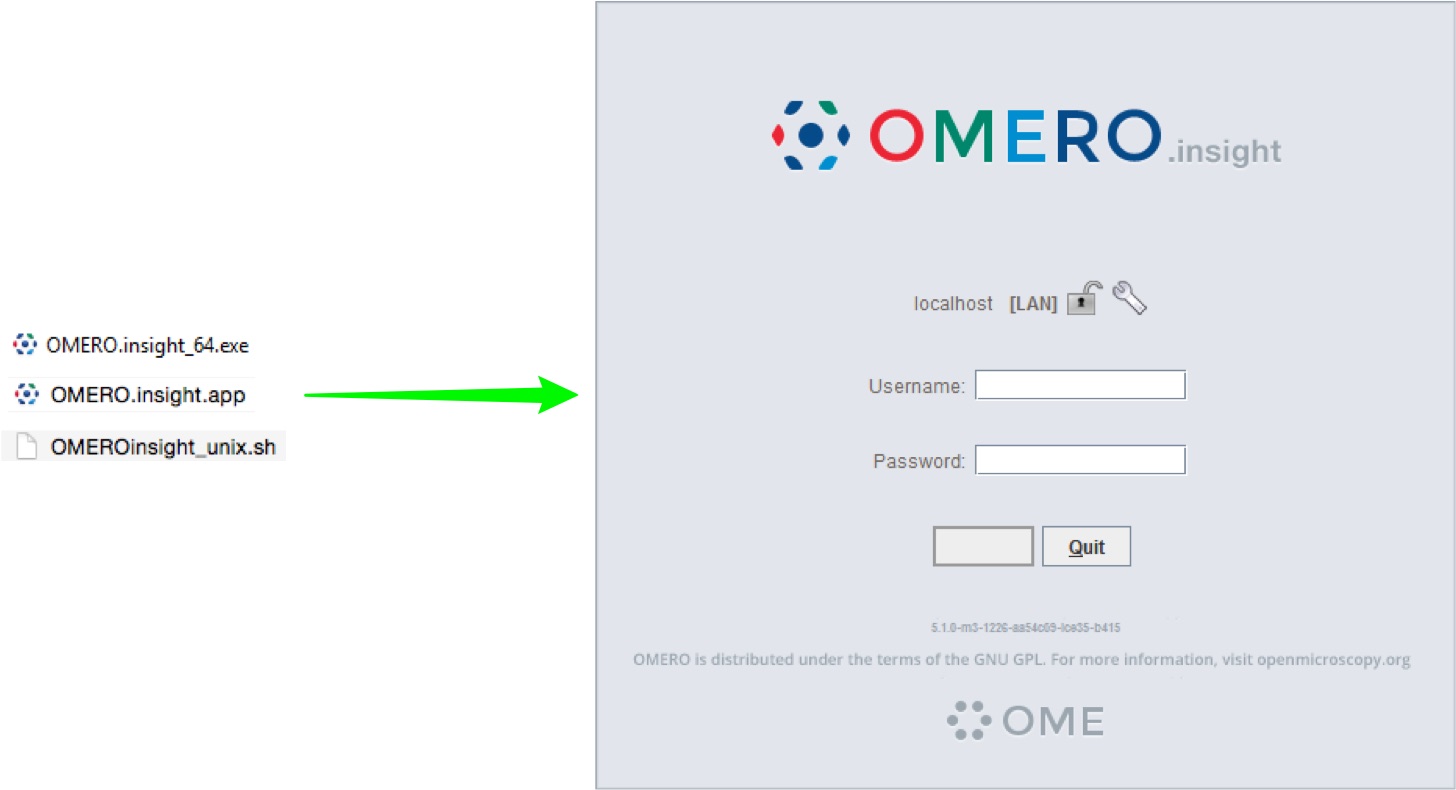 OMERO.insight_64.exe
OMERO.insight.app
OMEROinsight_unix.sh
OMERO.insight
localhost [LAN]
Username:
Password:
Quit
5.1.0-m3-1226-aa54c69-ice35-b415
OMERO is distributed under the terms of the GNU GPL. For more information, visit openmicroscopy.org
OME